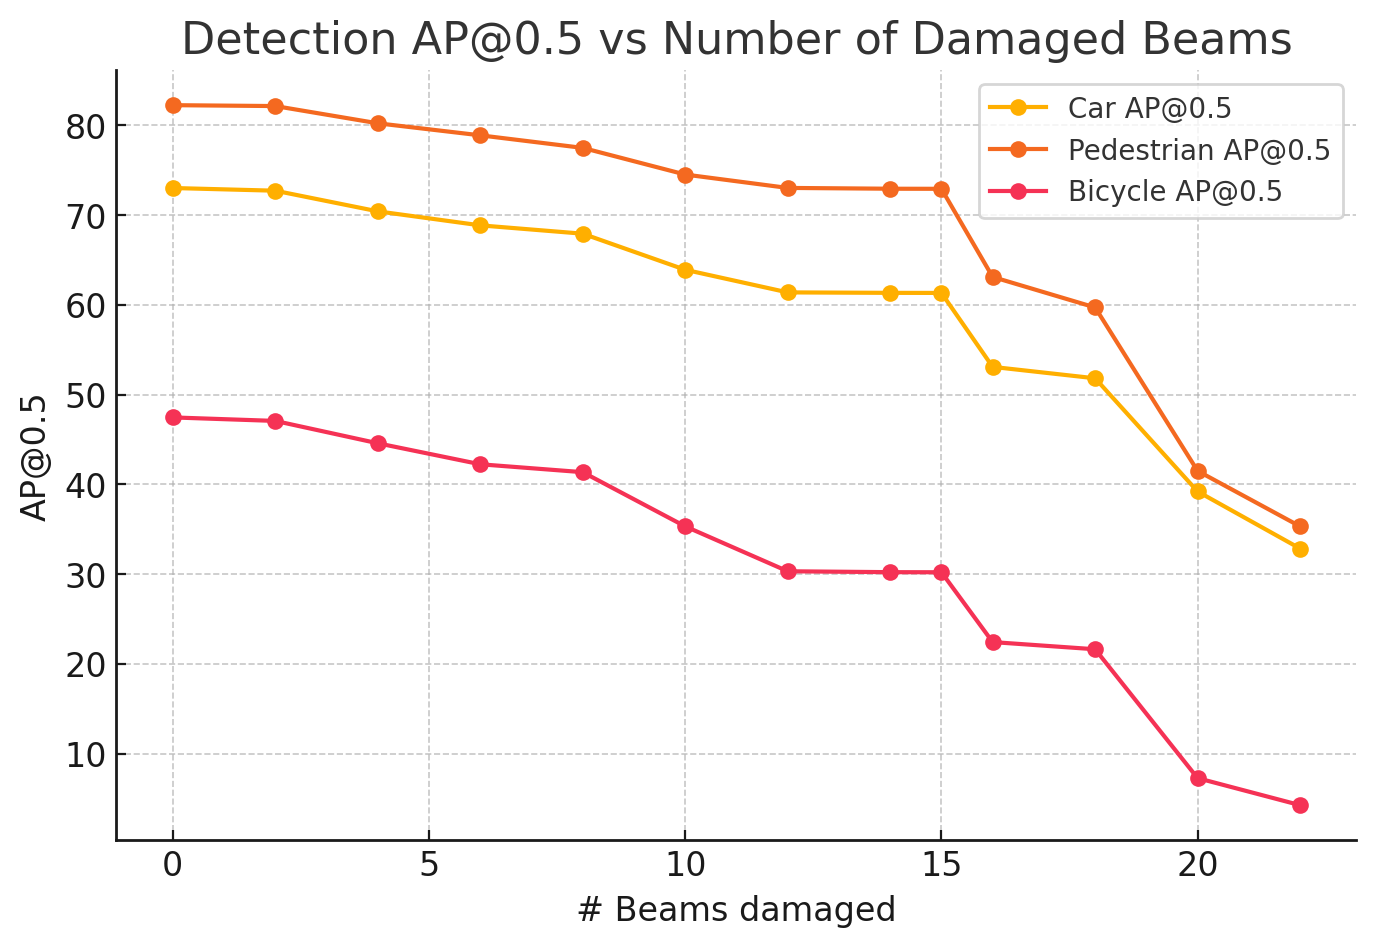 Detection AP@0.5 vs Number of Damaged Beams
Car AP@0.5
Pedestrian AP@0.5
Bicycle AP@0.5
80
70
60
50
40
30
20
10
AP@0.5
0 5 10 15 20
# Beams damaged